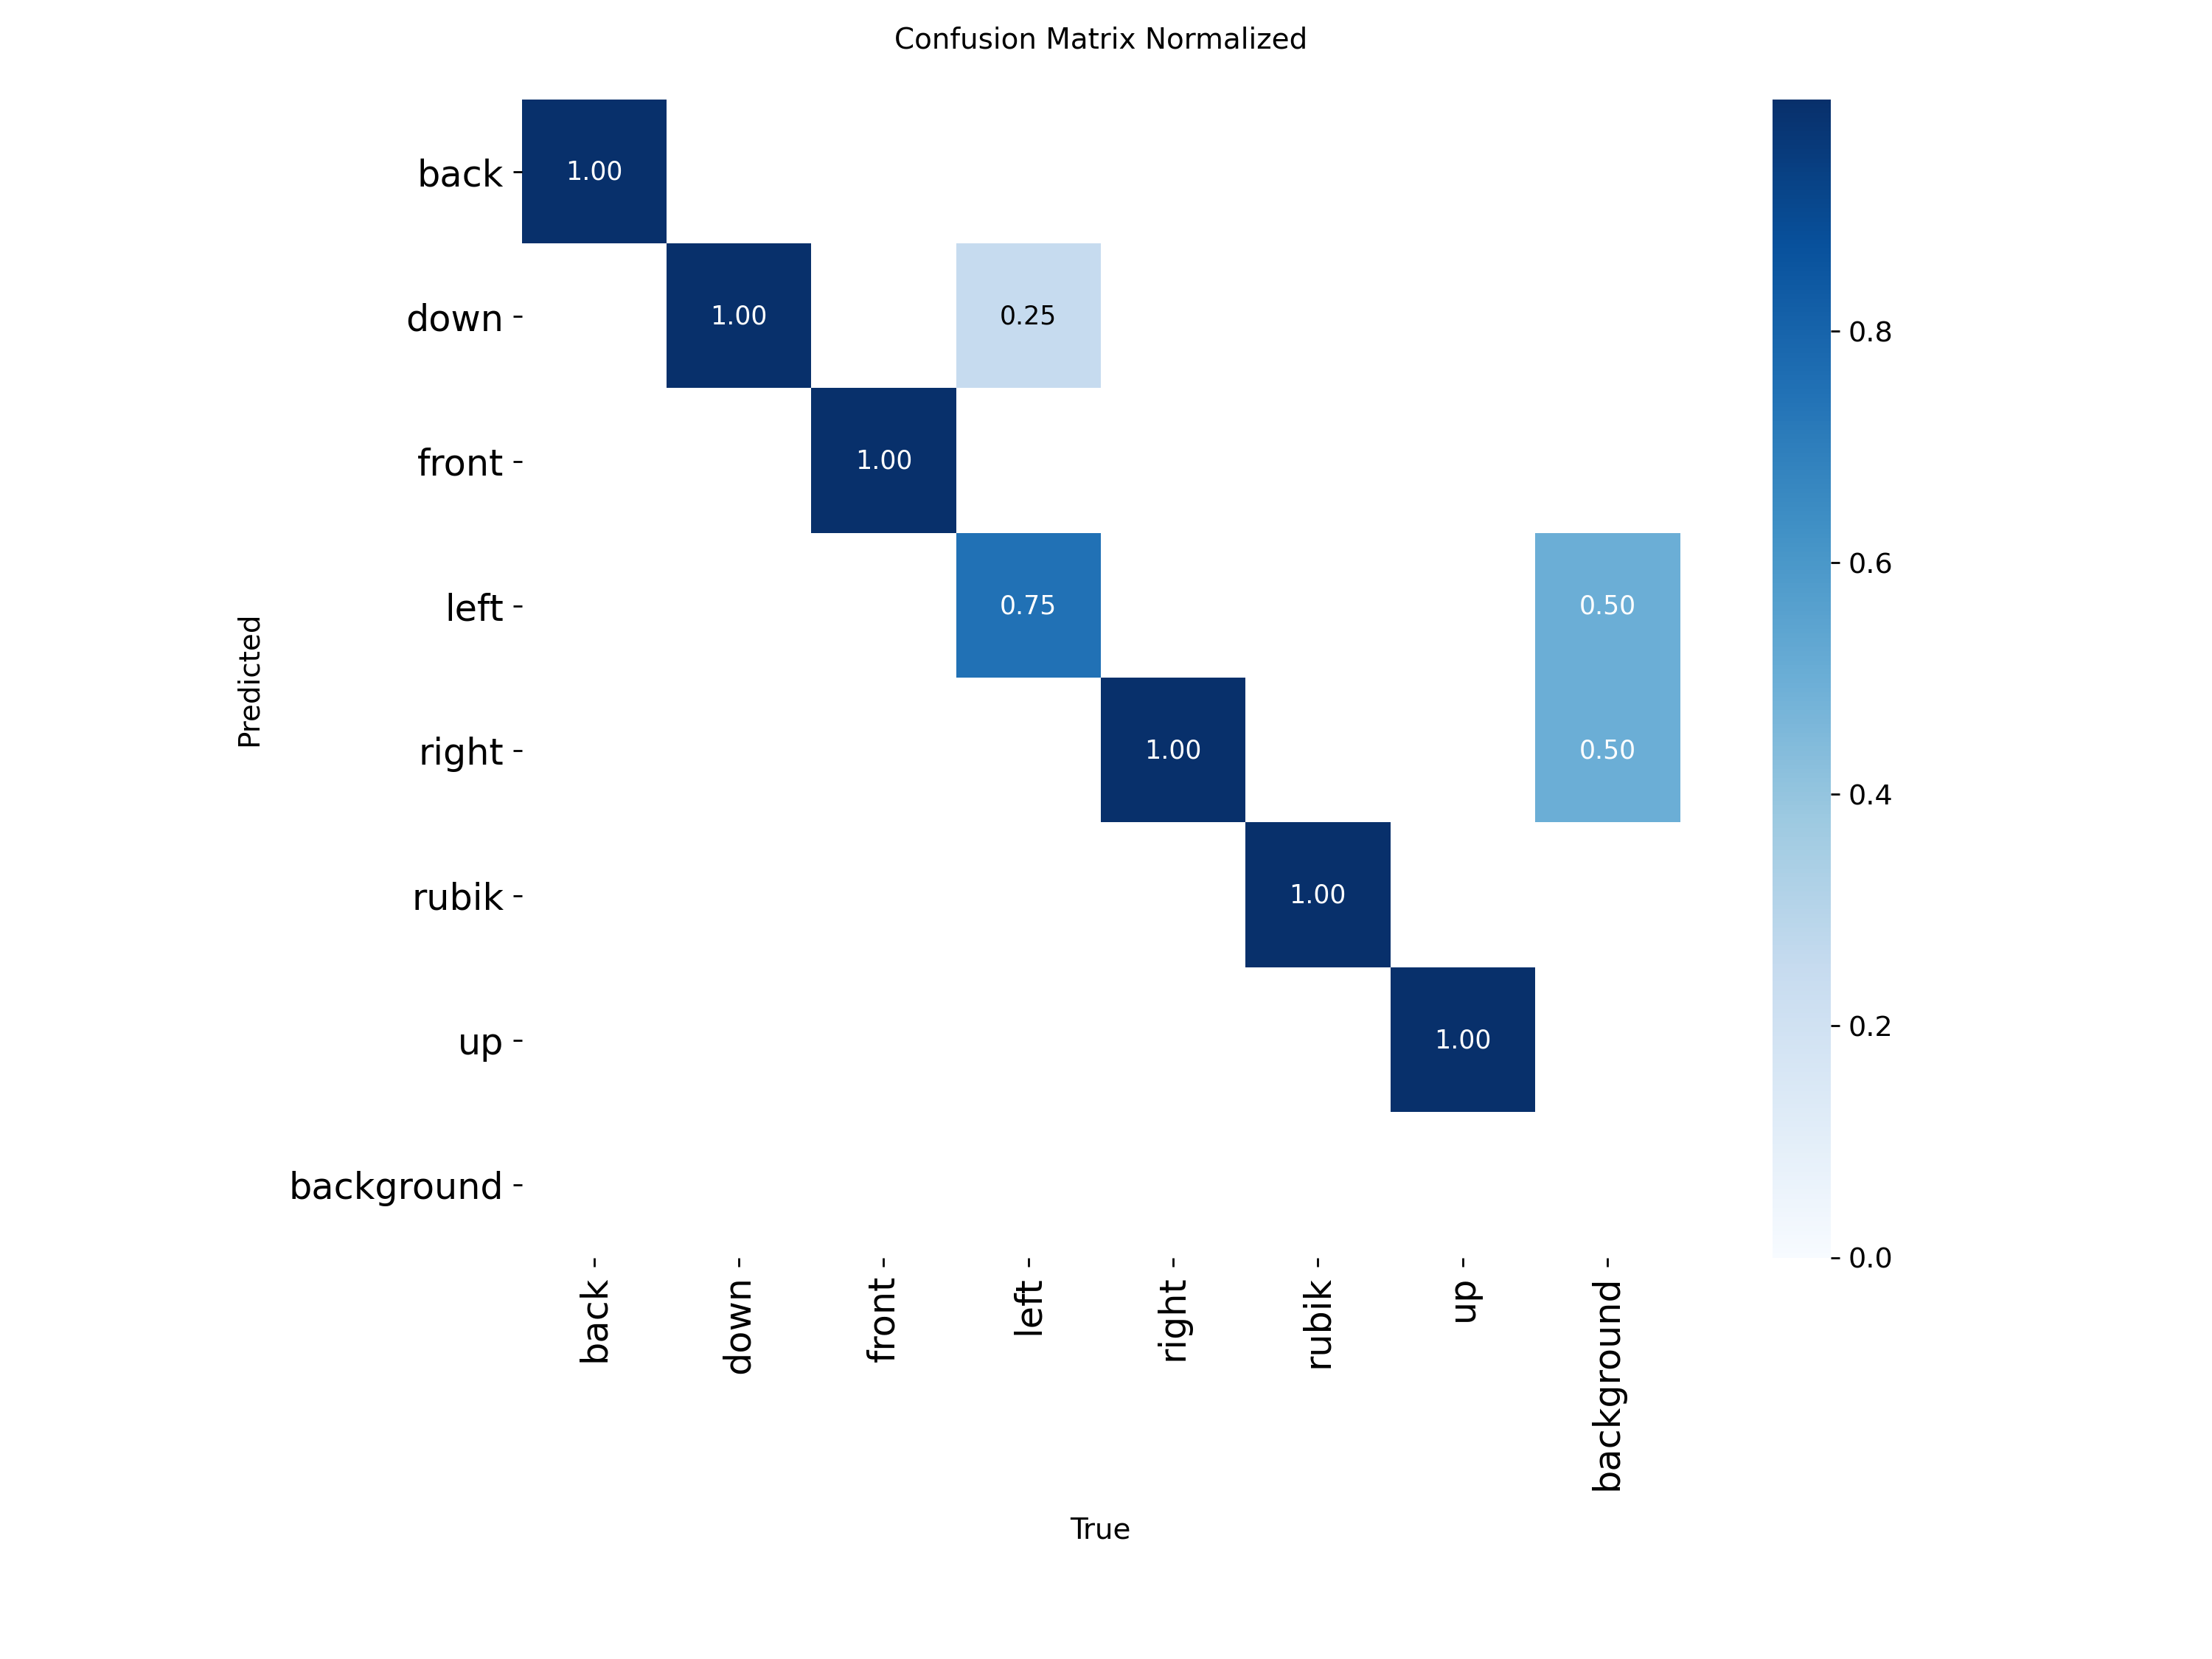 Confusion Matrix Normalized
back 1.00
down 1.00 0.25
front 1.00
left 0.75 0.50
right 1.00 0.50
rubik 1.00
up 1.00
background
Predicted
back down front left right rubik up background
True
0.8
0.6
0.4
0.2
0.0